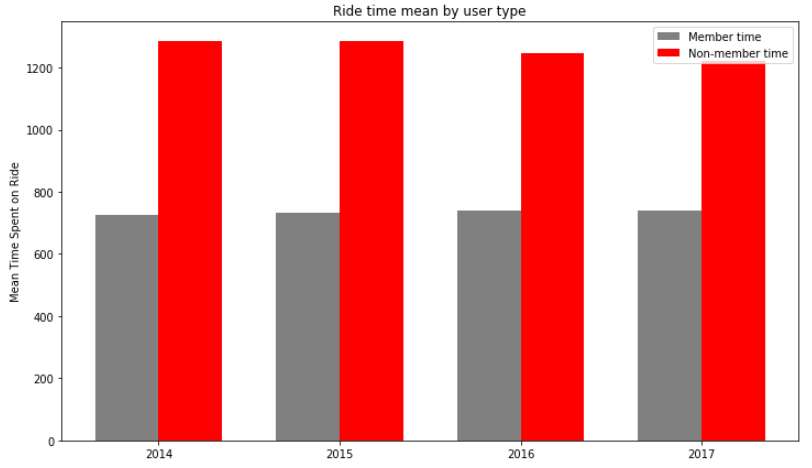 Ride time mean by user type
Member time
Non-member time
1200
1000
800
600
400
200
0
Mean Time Spent on Ride
2014
2015
2016
2017